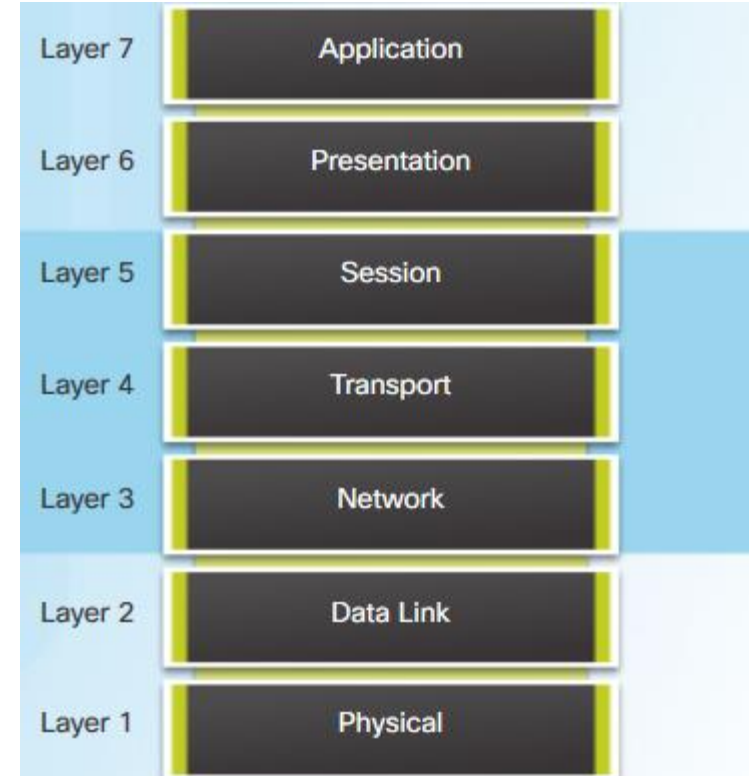 Layer 7 Application
Layer 6 Presentation
Layer 5 Session
Layer 4 Transport
Layer 3 Network
Layer 2 Data Link
Layer 1 Physical